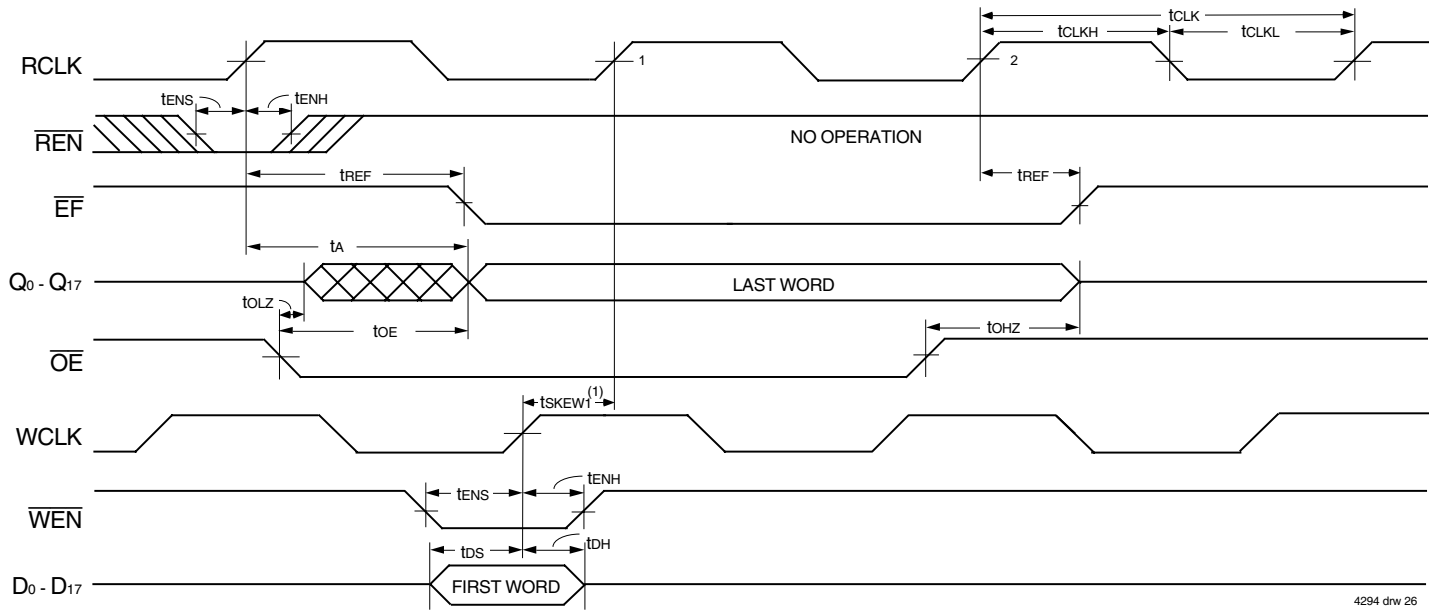 tCLK
tCLKH
tCLKL
RCLK
1
2
tENS
tENH
REN
NO OPERATION
tREF
tREF
EF
tA
Q0 - Q17
LAST WORD
tOLZ
tOE
tOHZ
OE
tSKEW1(1)
WCLK
tENS
tENH
WEN
tDS
tDH
D0 - D17
FIRST WORD
4294 drw 26